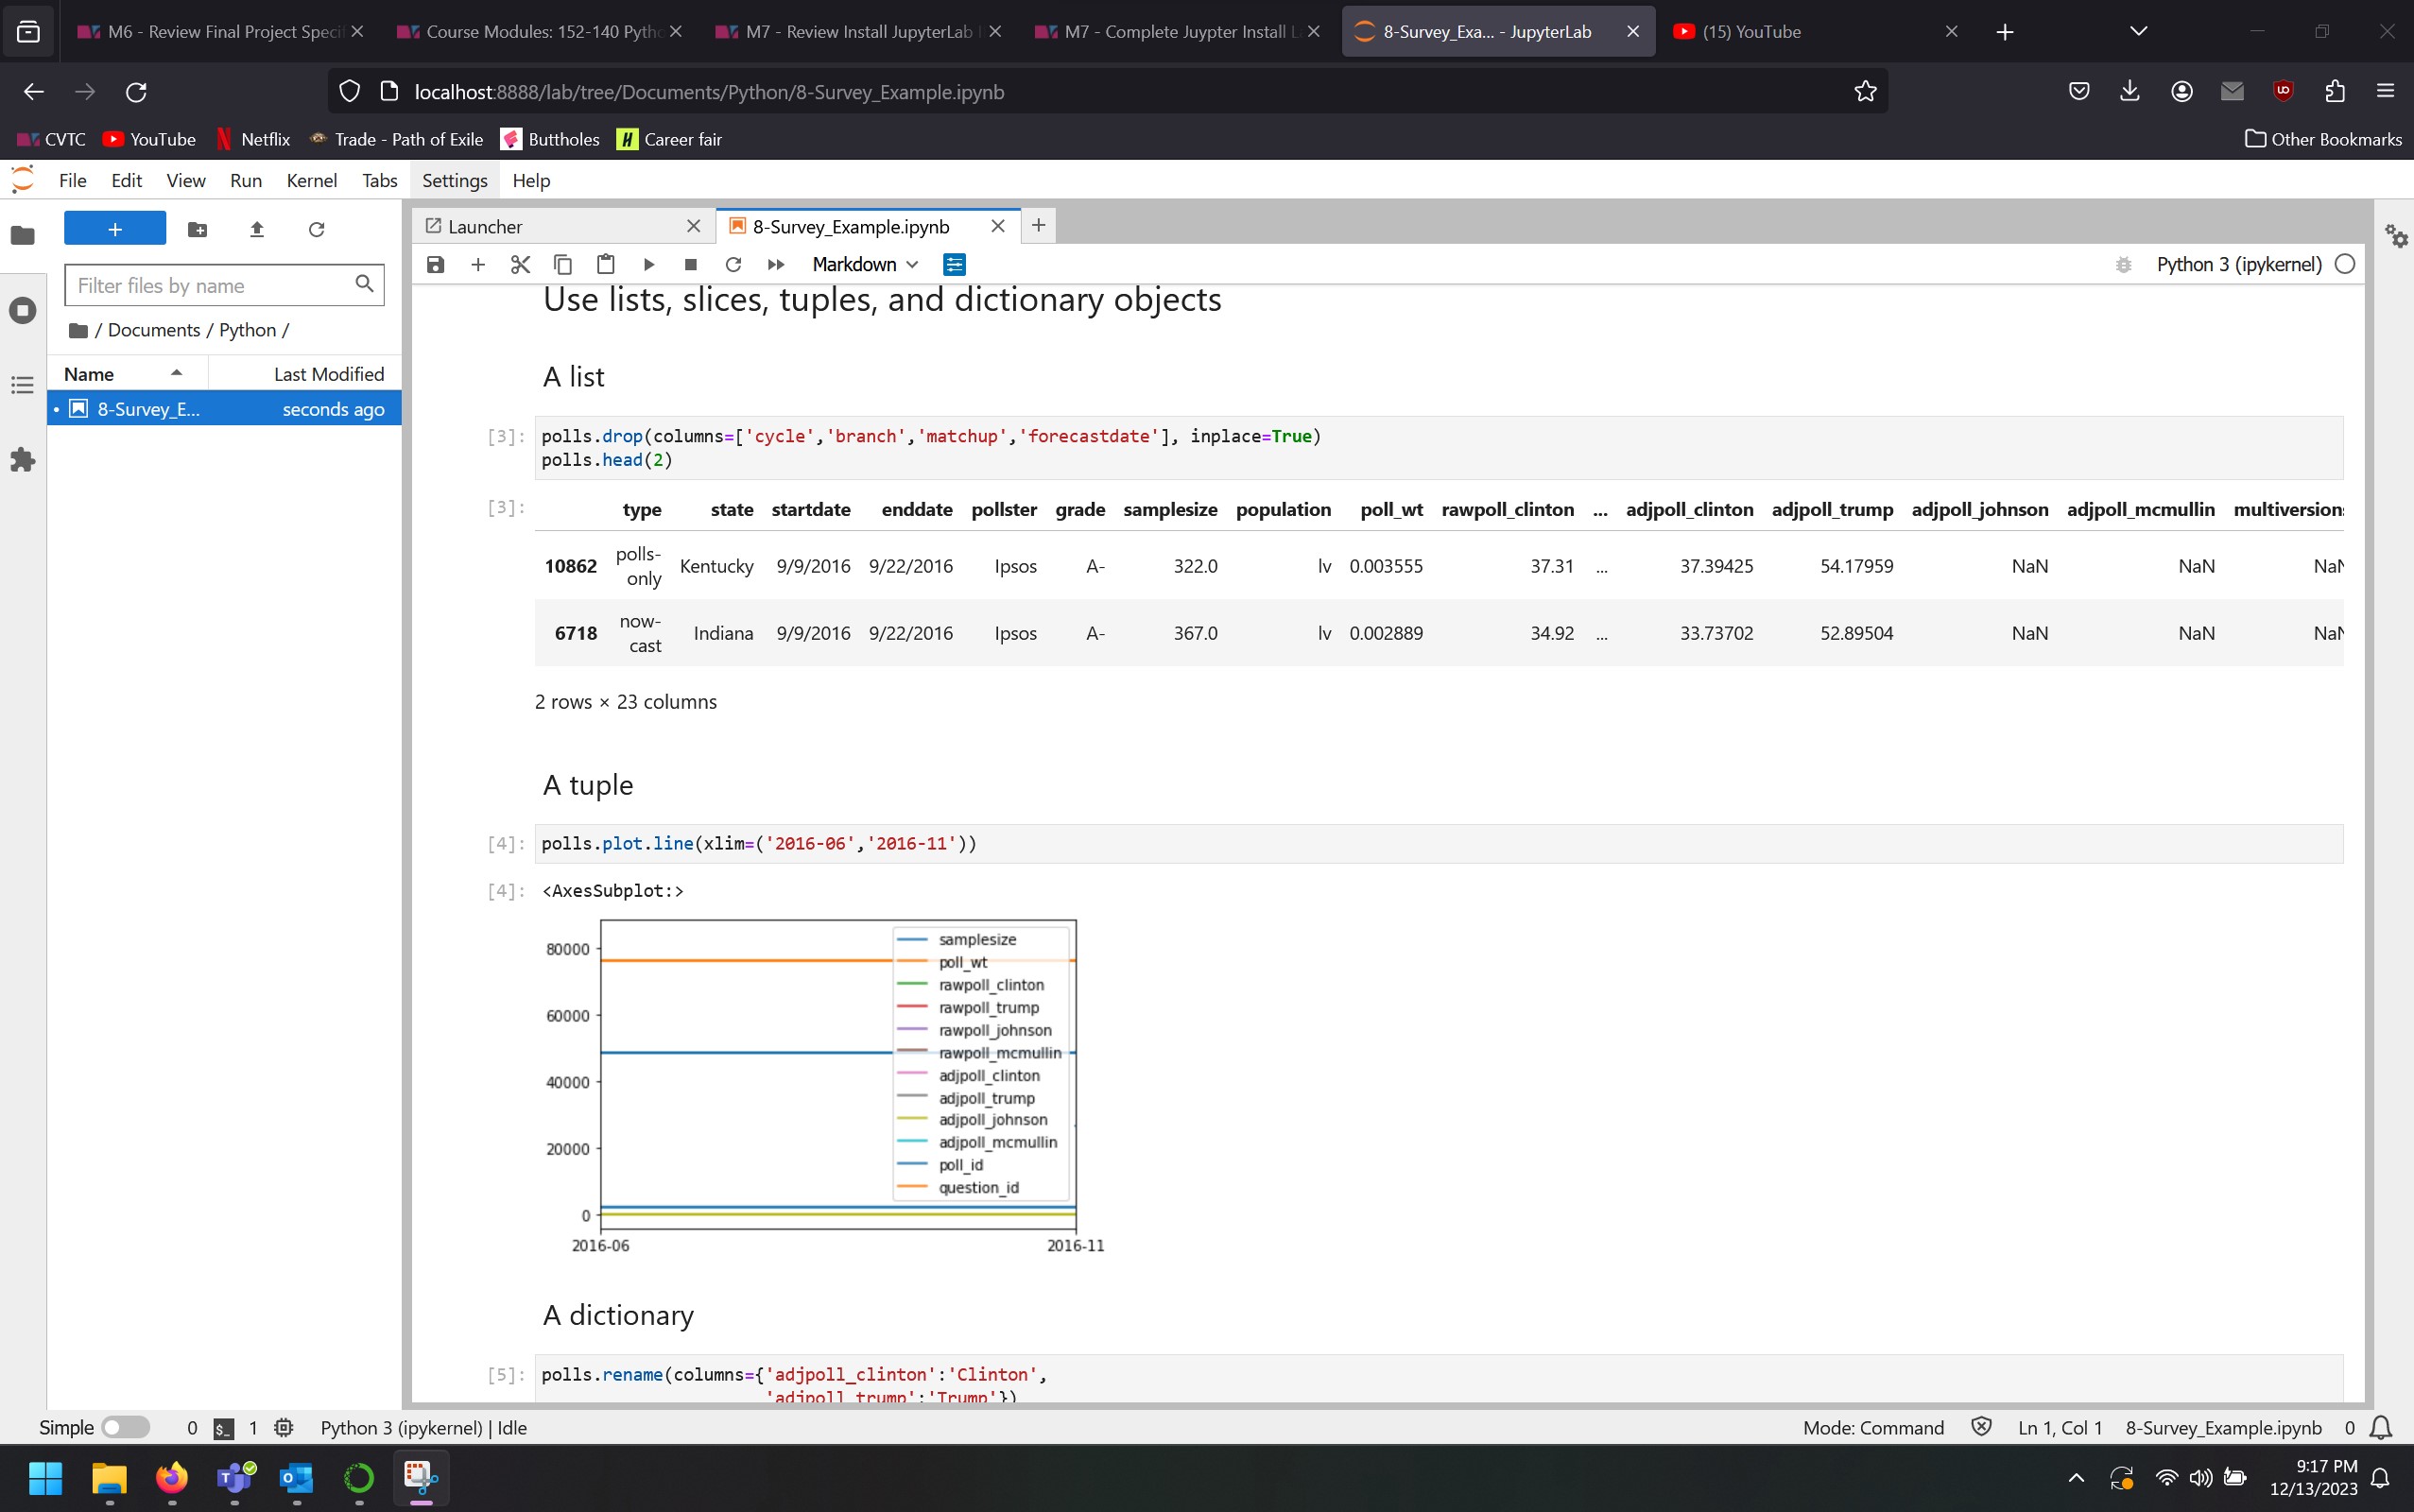 M6 - Review Final Project Specif
Course Modules: 152-140 Pytho
M7 - Review Install JupyterLab
M7 - Complete Juypter Install L
8-Survey_Exa... - JupyterLab
(15) YouTube
localhost:8888/lab/tree/Documents/Python/8-Survey_Example.ipynb
CVTC YouTube Netflix Trade - Path of Exile Buttholes Career fair Other Bookmarks
File Edit View Run Kernel Tabs Settings Help
Launcher 8-Survey_Example.ipynb
Markdown Python 3 (ipykernel)
Filter files by name
/ Documents / Python /
Name Last Modified
8-Survey_E... seconds ago
Use lists, slices, tuples, and dictionary objects
A list
[3]: polls.drop(columns=['cycle','branch','matchup','forecastdate'], inplace=True)
polls.head(2)
[3]: type state startdate enddate pollster grade samplesize population poll_wt rawpoll_clinton ... adjpoll_clinton adjpoll_trump adjpoll_johnson adjpoll_mcmullin multiversions
10862 polls-only Kentucky 9/9/2016 9/22/2016 Ipsos A- 322.0 lv 0.003555 37.31 ... 37.39425 54.17959 NaN NaN NaN
6718 now-cast Indiana 9/9/2016 9/22/2016 Ipsos A- 367.0 lv 0.002889 34.92 ... 33.73702 52.89504 NaN NaN NaN
2 rows × 23 columns
A tuple
[4]: polls.plot.line(xlim=('2016-06','2016-11'))
[4]: <AxesSubplot:>
80000
60000
40000
20000
0
2016-06 2016-11
samplesize
poll_wt
rawpoll_clinton
rawpoll_trump
rawpoll_johnson
rawpoll_mcmullin
adjpoll_clinton
adjpoll_trump
adjpoll_johnson
adjpoll_mcmullin
poll_id
question_id
A dictionary
[5]: polls.rename(columns={'adjpoll_clinton':'Clinton',
'adjpoll_trump':'Trump'})
Simple 0 $_ 1 Python 3 (ipykernel) | Idle Mode: Command Ln 1, Col 1 8-Survey_Example.ipynb 0
9:17 PM
12/13/2023